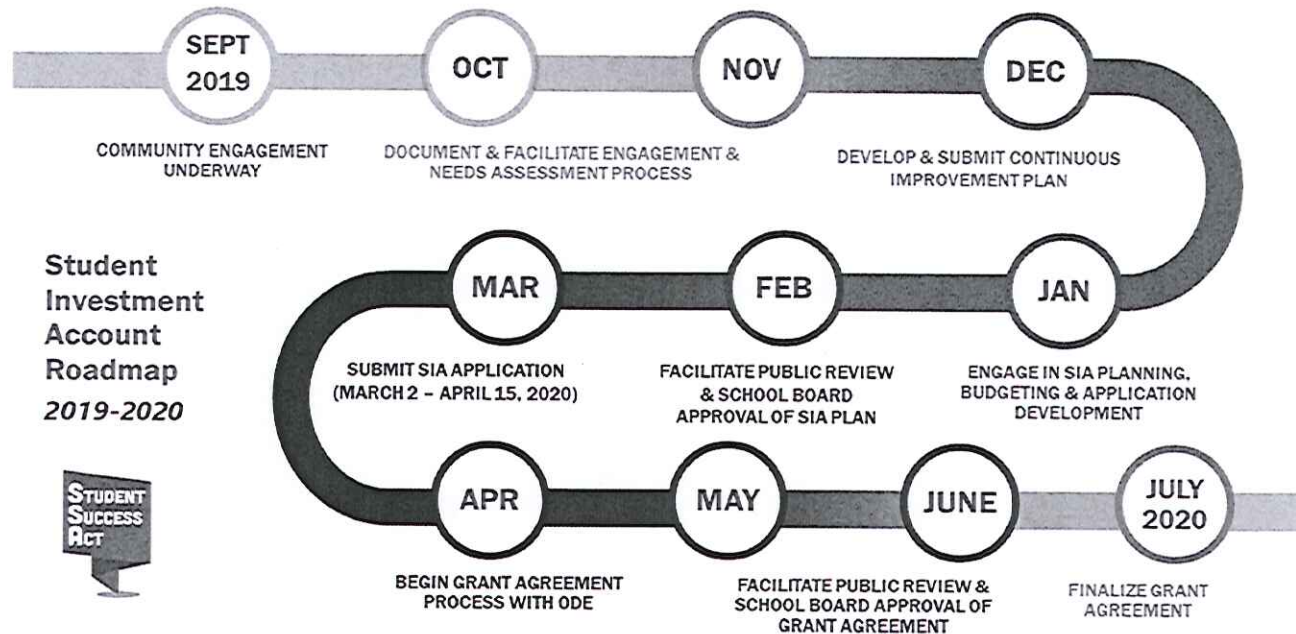 SEPT
2019
OCT
NOV
DEC
COMMUNITY ENGAGEMENT
UNDERWAY
DOCUMENT & FACILITATE ENGAGEMENT &
NEEDS ASSESSMENT PROCESS
DEVELOP & SUBMIT CONTINUOUS
IMPROVEMENT PLAN
Student
Investment
Account
Roadmap
2019-2020
MAR
FEB
JAN
SUBMIT SIA APPLICATION
(MARCH 2 – APRIL 15, 2020)
FACILITATE PUBLIC REVIEW
& SCHOOL BOARD
APPROVAL OF SIA PLAN
ENGAGE IN SIA PLANNING,
BUDGETING & APPLICATION
DEVELOPMENT
STUDENT
SUCCESS
ACT
APR
MAY
JUNE
JULY
2020
BEGIN GRANT AGREEMENT
PROCESS WITH ODE
FACILITATE PUBLIC REVIEW &
SCHOOL BOARD APPROVAL OF
GRANT AGREEMENT
FINALIZE GRANT
AGREEMENT